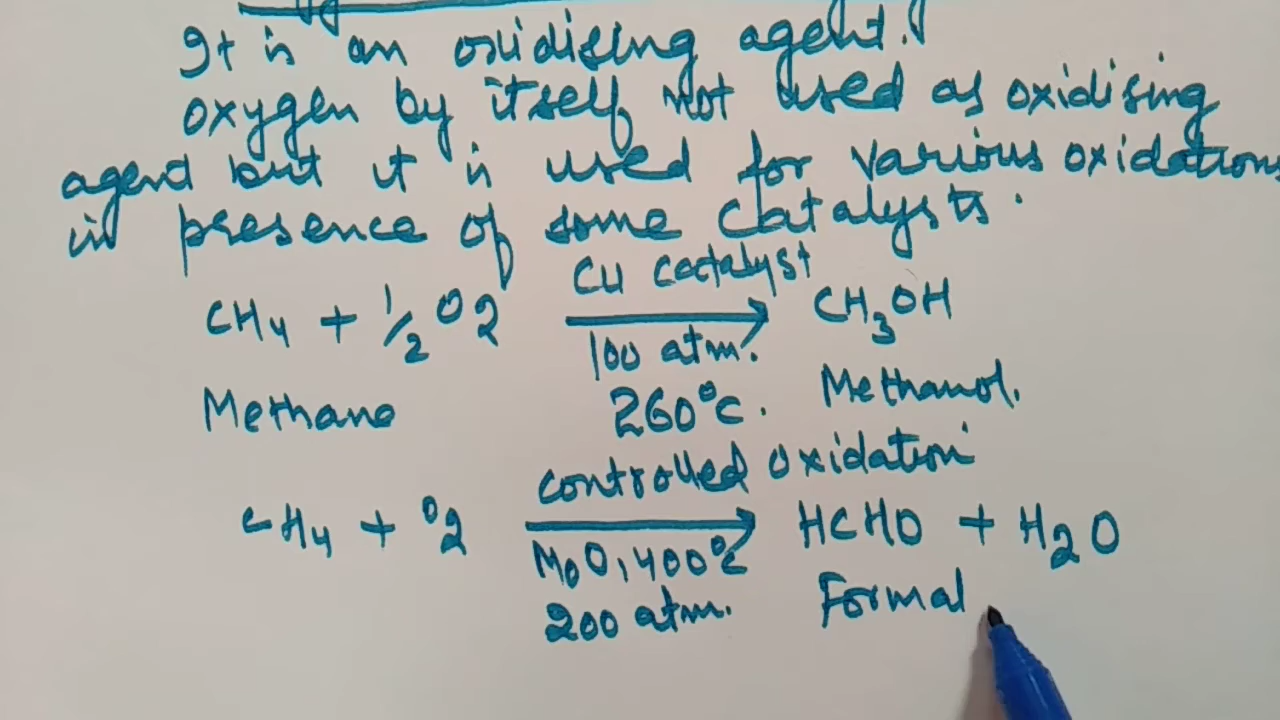 It is an oxidising agent.
oxygen by itself not used as oxidising
agent but it is used for various oxidations
in presence of some catalysts.
Cu catalyst
CH4 + 1/2 O2 → CH3OH
100 atm.
Methane 260°C. Methanol.
controlled oxidation
CH4 + O2 → HCHO + H2O
MoO, 400°C
200 atm. Formal